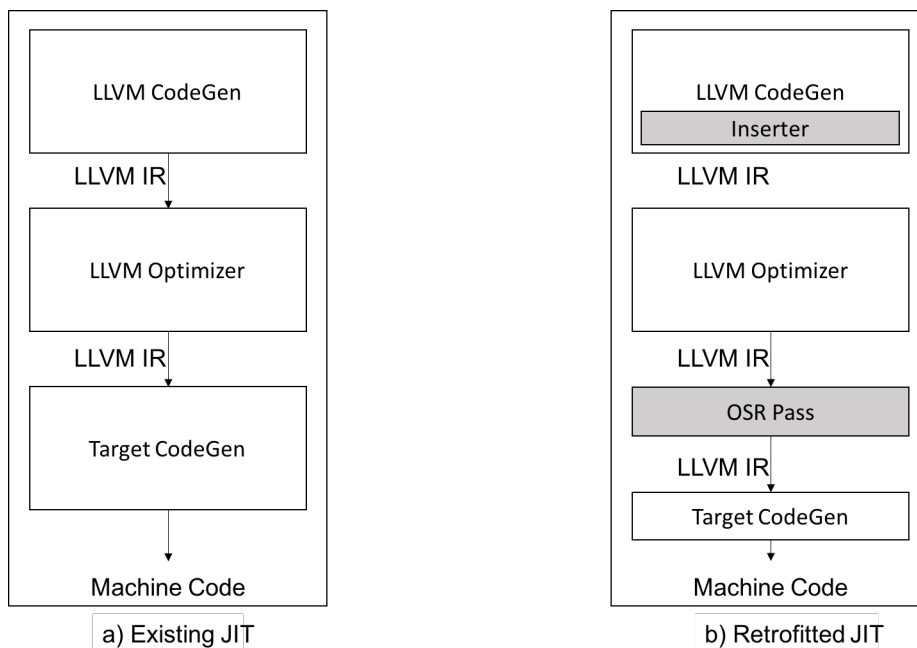 LLVM CodeGen
LLVM IR
LLVM Optimizer
LLVM IR
Target CodeGen
Machine Code
a) Existing JIT
LLVM CodeGen
Inserter
LLVM IR
LLVM Optimizer
LLVM IR
OSR Pass
LLVM IR
Target CodeGen
Machine Code
b) Retrofitted JIT